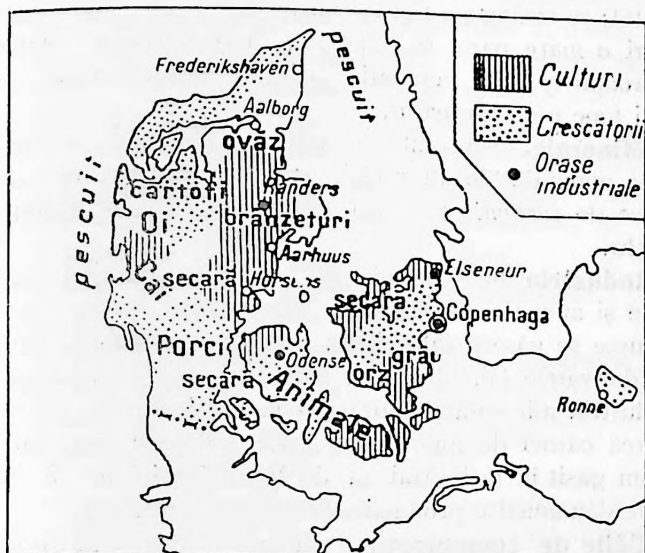 pescuit
Frederikshaven
Culturi
Aalborg
Crescătorii
ovăz
Orașe
industriale
pescuit
Cartofi
Randers
Oi
brânzeturi
Aarhuus
secară
Elseneur
secară
Copenhaga
Porci
grâu
Odense
orz
secară
Animale
Ronne